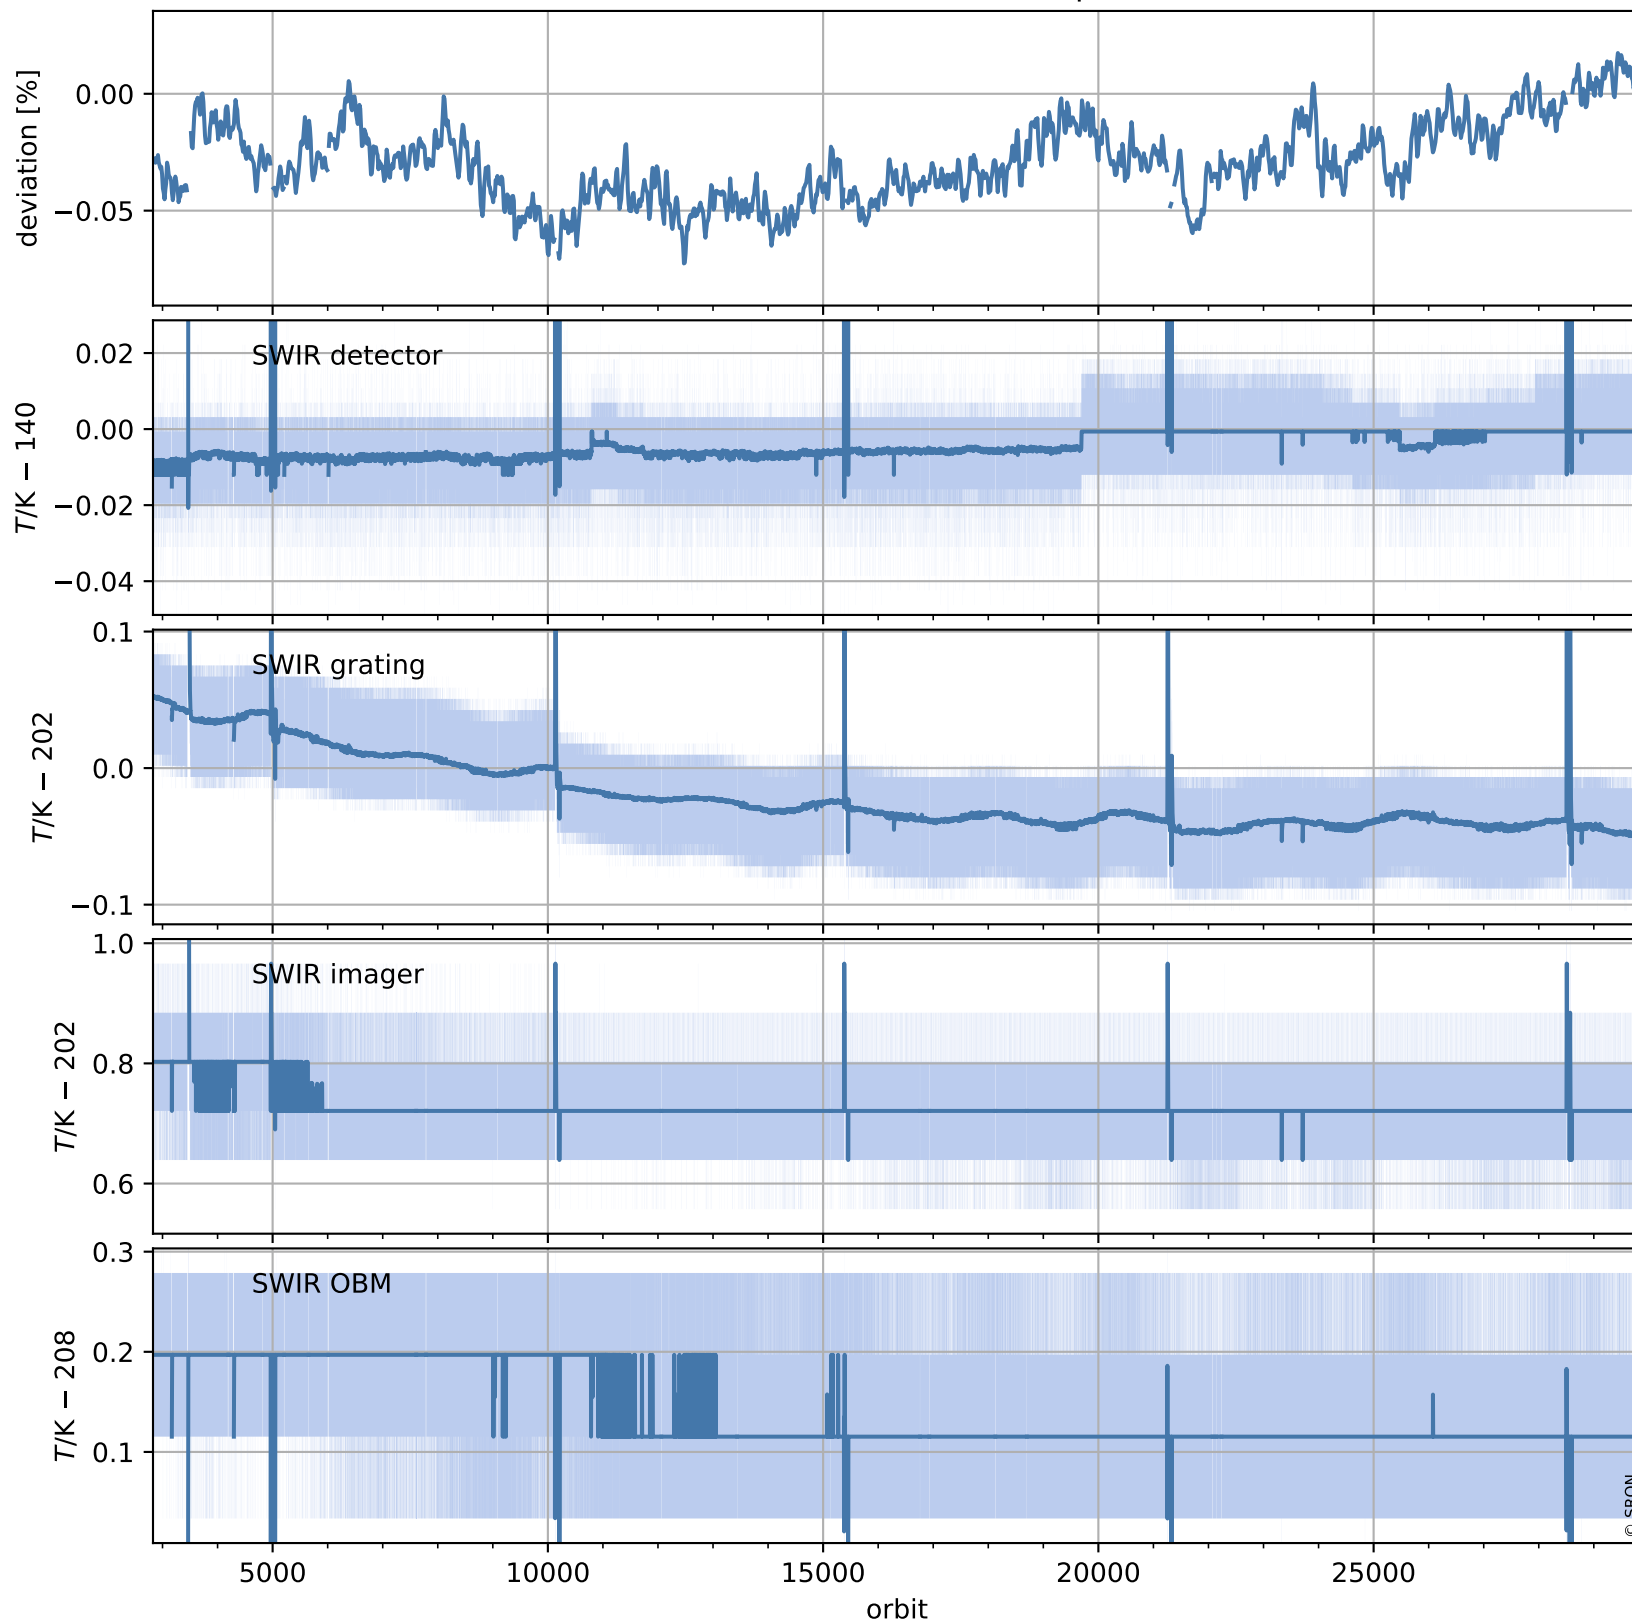 deviation [%]
0.00
−0.05
T/K − 140
SWIR detector
0.02
0.00
−0.02
−0.04
T/K − 202
SWIR grating
0.1
0.0
−0.1
T/K − 202
SWIR imager
1.0
0.8
0.6
T/K − 208
SWIR OBM
0.3
0.2
0.1
© SRON
5000 10000 15000 20000 25000
orbit